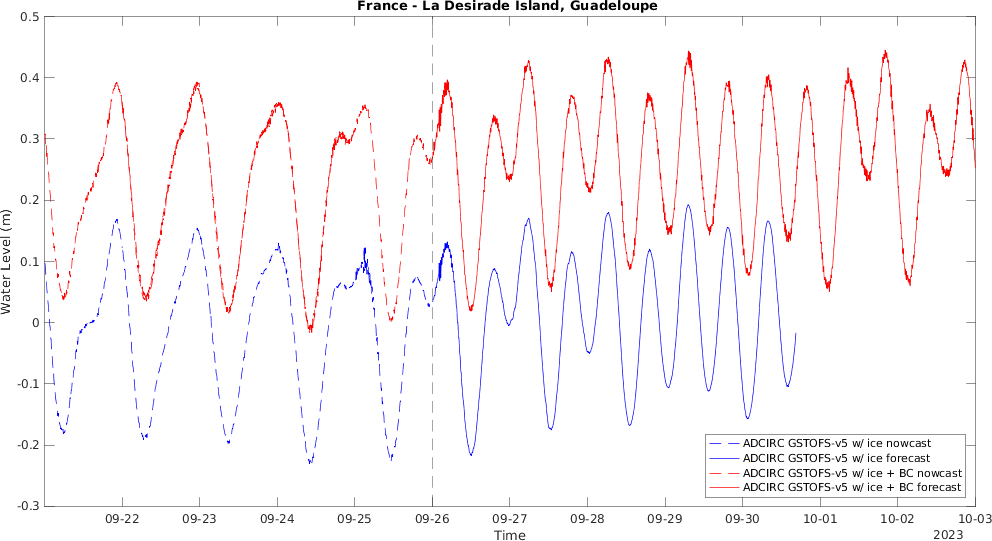 France - La Desirade Island, Guadeloupe
0.5
0.4
0.3
0.2
0.1
0
-0.1
-0.2
-0.3
Water Level (m)
09-22 09-23 09-24 09-25 09-26 09-27 09-28 09-29 09-30 10-01 10-02 10-03
Time
2023
ADCIRC GSTOFS-v5 w/ ice nowcast
ADCIRC GSTOFS-v5 w/ ice forecast
ADCIRC GSTOFS-v5 w/ ice + BC nowcast
ADCIRC GSTOFS-v5 w/ ice + BC forecast